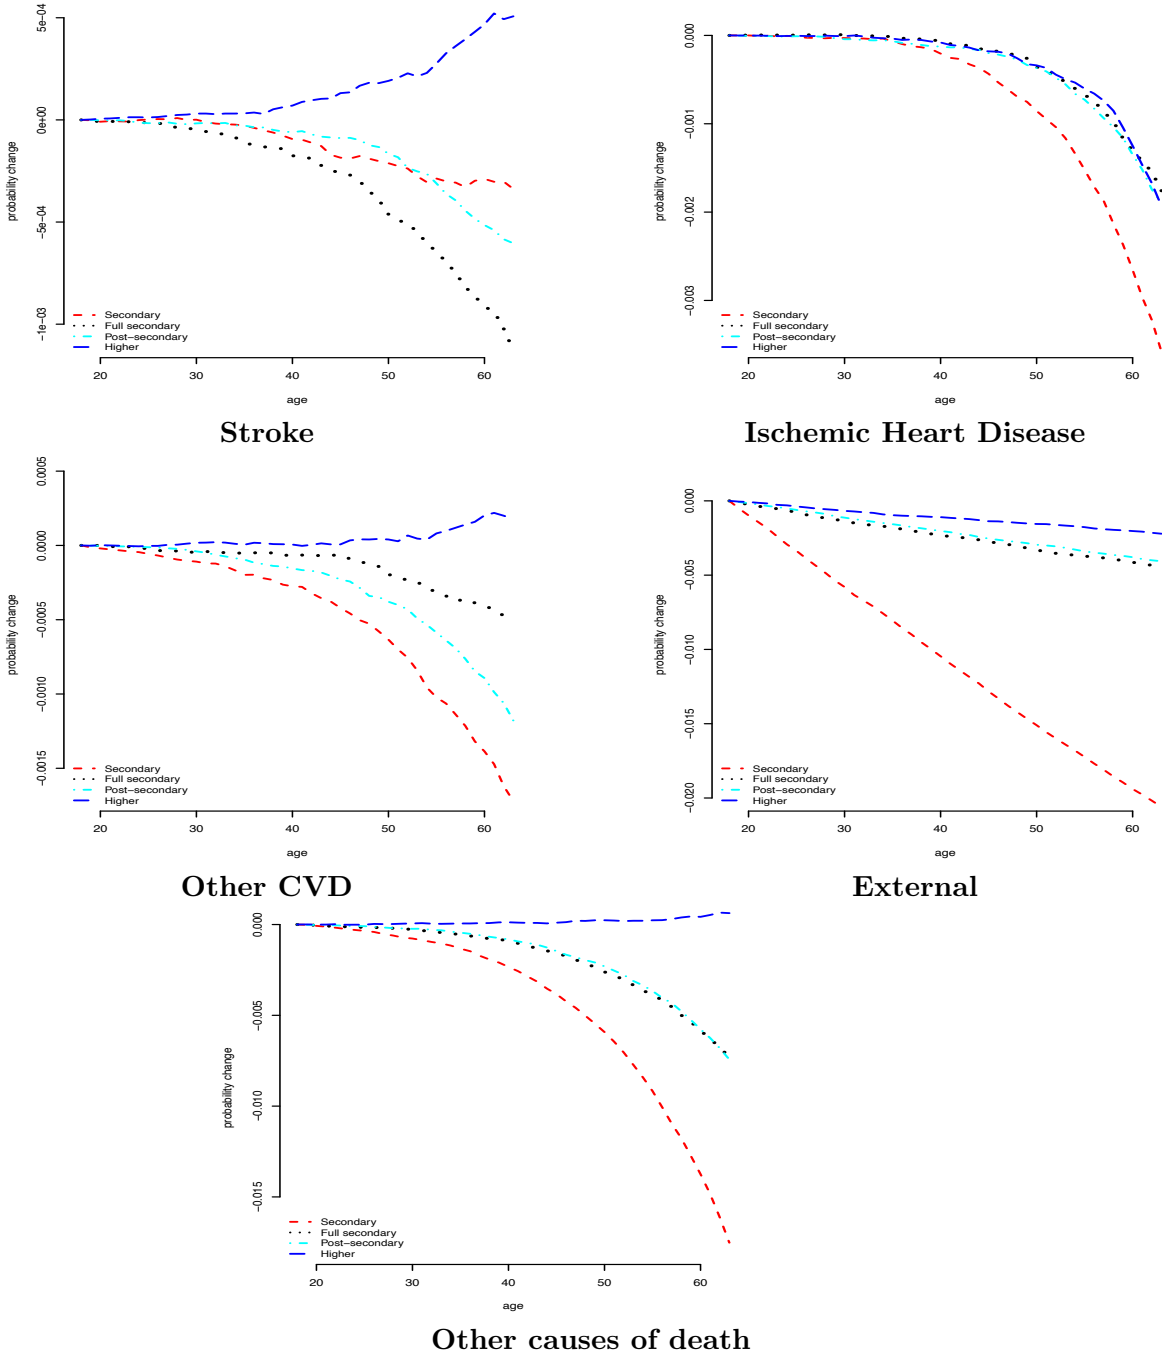 5e−04
0e+00
−5e−04
−1e−03
probability change
Secondary
Full secondary
Post−secondary
Higher
20 30 40 50 60
age
Stroke
0.000
−0.001
−0.002
−0.003
probability change
Secondary
Full secondary
Post−secondary
Higher
20 30 40 50 60
age
Ischemic Heart Disease
0.0005
0.0000
−0.0005
−0.0010
−0.0015
probability change
Secondary
Full secondary
Post−secondary
Higher
20 30 40 50 60
age
Other CVD
0.000
−0.005
−0.010
−0.015
−0.020
probability change
Secondary
Full secondary
Post−secondary
Higher
20 30 40 50 60
age
External
0.000
−0.005
−0.010
−0.015
probability change
Secondary
Full secondary
Post−secondary
Higher
20 30 40 50 60
age
Other causes of death